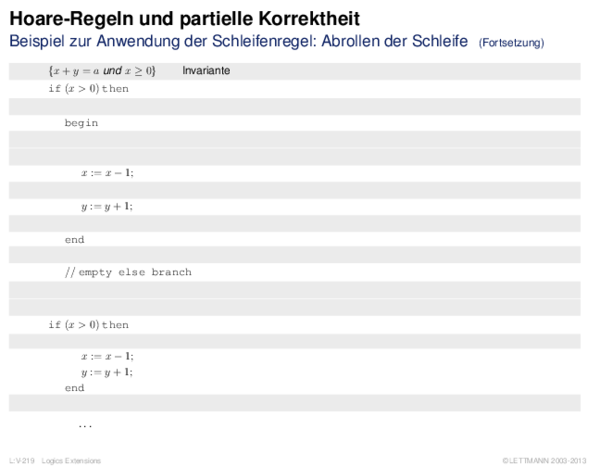 Hoare-Regeln und partielle Korrektheit
Beispiel zur Anwendung der Schleifenregel: Abrollen der Schleife (Fortsetzung)
{x + y = a und x ≥ 0} Invariante
if (x > 0) then
begin
x := x − 1;
y := y + 1;
end
// empty else branch
if (x > 0) then
x := x − 1;
y := y + 1;
end
...
L:V-219 Logics Extensions ©LETTMANN 2003-2013